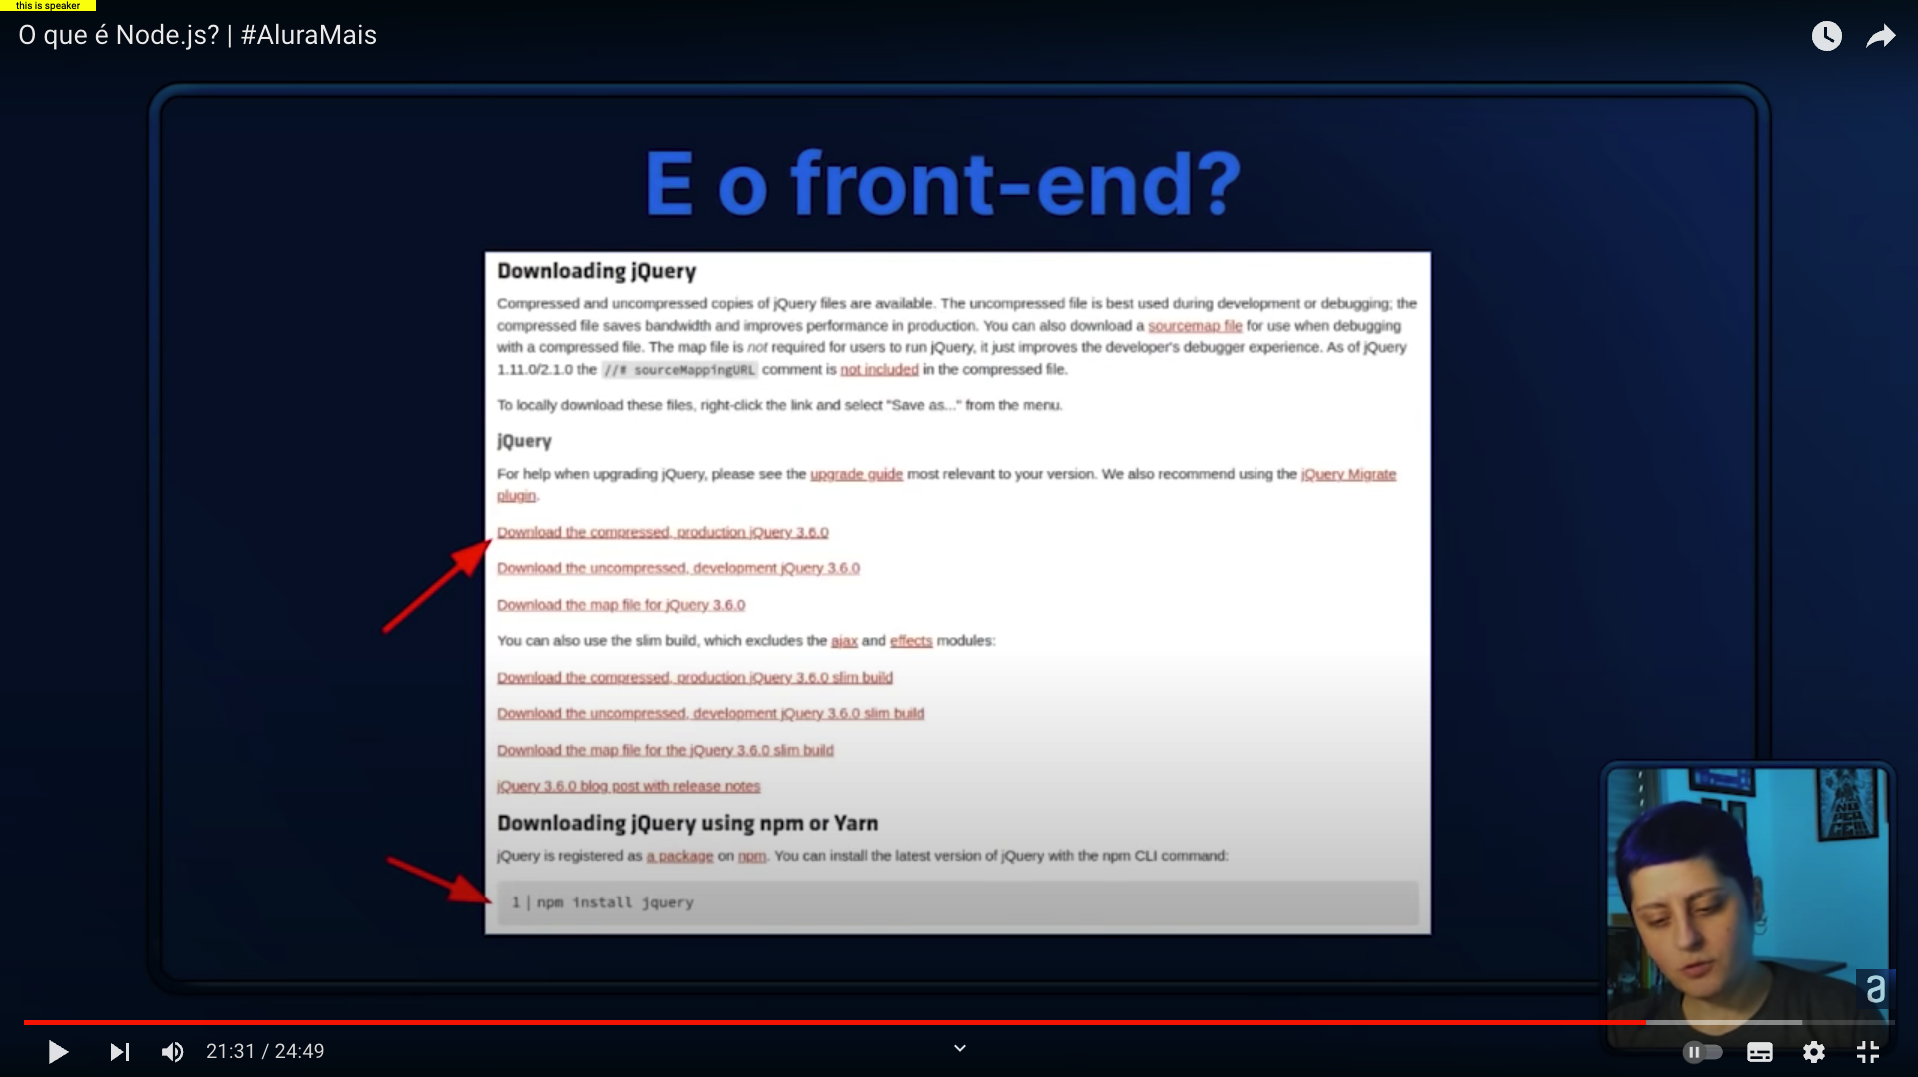 this is speaker
O que é Node.js? | #AluraMais
E o front-end?
Downloading jQuery
Compressed and uncompressed copies of jQuery files are available. The uncompressed file is best used during development or debugging; the
compressed file saves bandwidth and improves performance in production. You can also download a sourcemap file for use when debugging
with a compressed file. The map file is not required for users to run jQuery, it just improves the developer's debugger experience. As of jQuery
1.11.0/2.1.0 the //# sourceMappingURL comment is not included in the compressed file.
To locally download these files, right-click the link and select "Save as..." from the menu.
jQuery
For help when upgrading jQuery, please see the upgrade guide most relevant to your version. We also recommend using the jQuery Migrate
plugin.
Download the compressed, production jQuery 3.6.0
Download the uncompressed, development jQuery 3.6.0
Download the map file for jQuery 3.6.0
You can also use the slim build, which excludes the ajax and effects modules:
Download the compressed, production jQuery 3.6.0 slim build
Download the uncompressed, development jQuery 3.6.0 slim build
Download the map file for the jQuery 3.6.0 slim build
jQuery 3.6.0 blog post with release notes
Downloading jQuery using npm or Yarn
jQuery is registered as a package on npm. You can install the latest version of jQuery with the npm CLI command:
1 | npm install jquery
NO
a
21:31 / 24:49